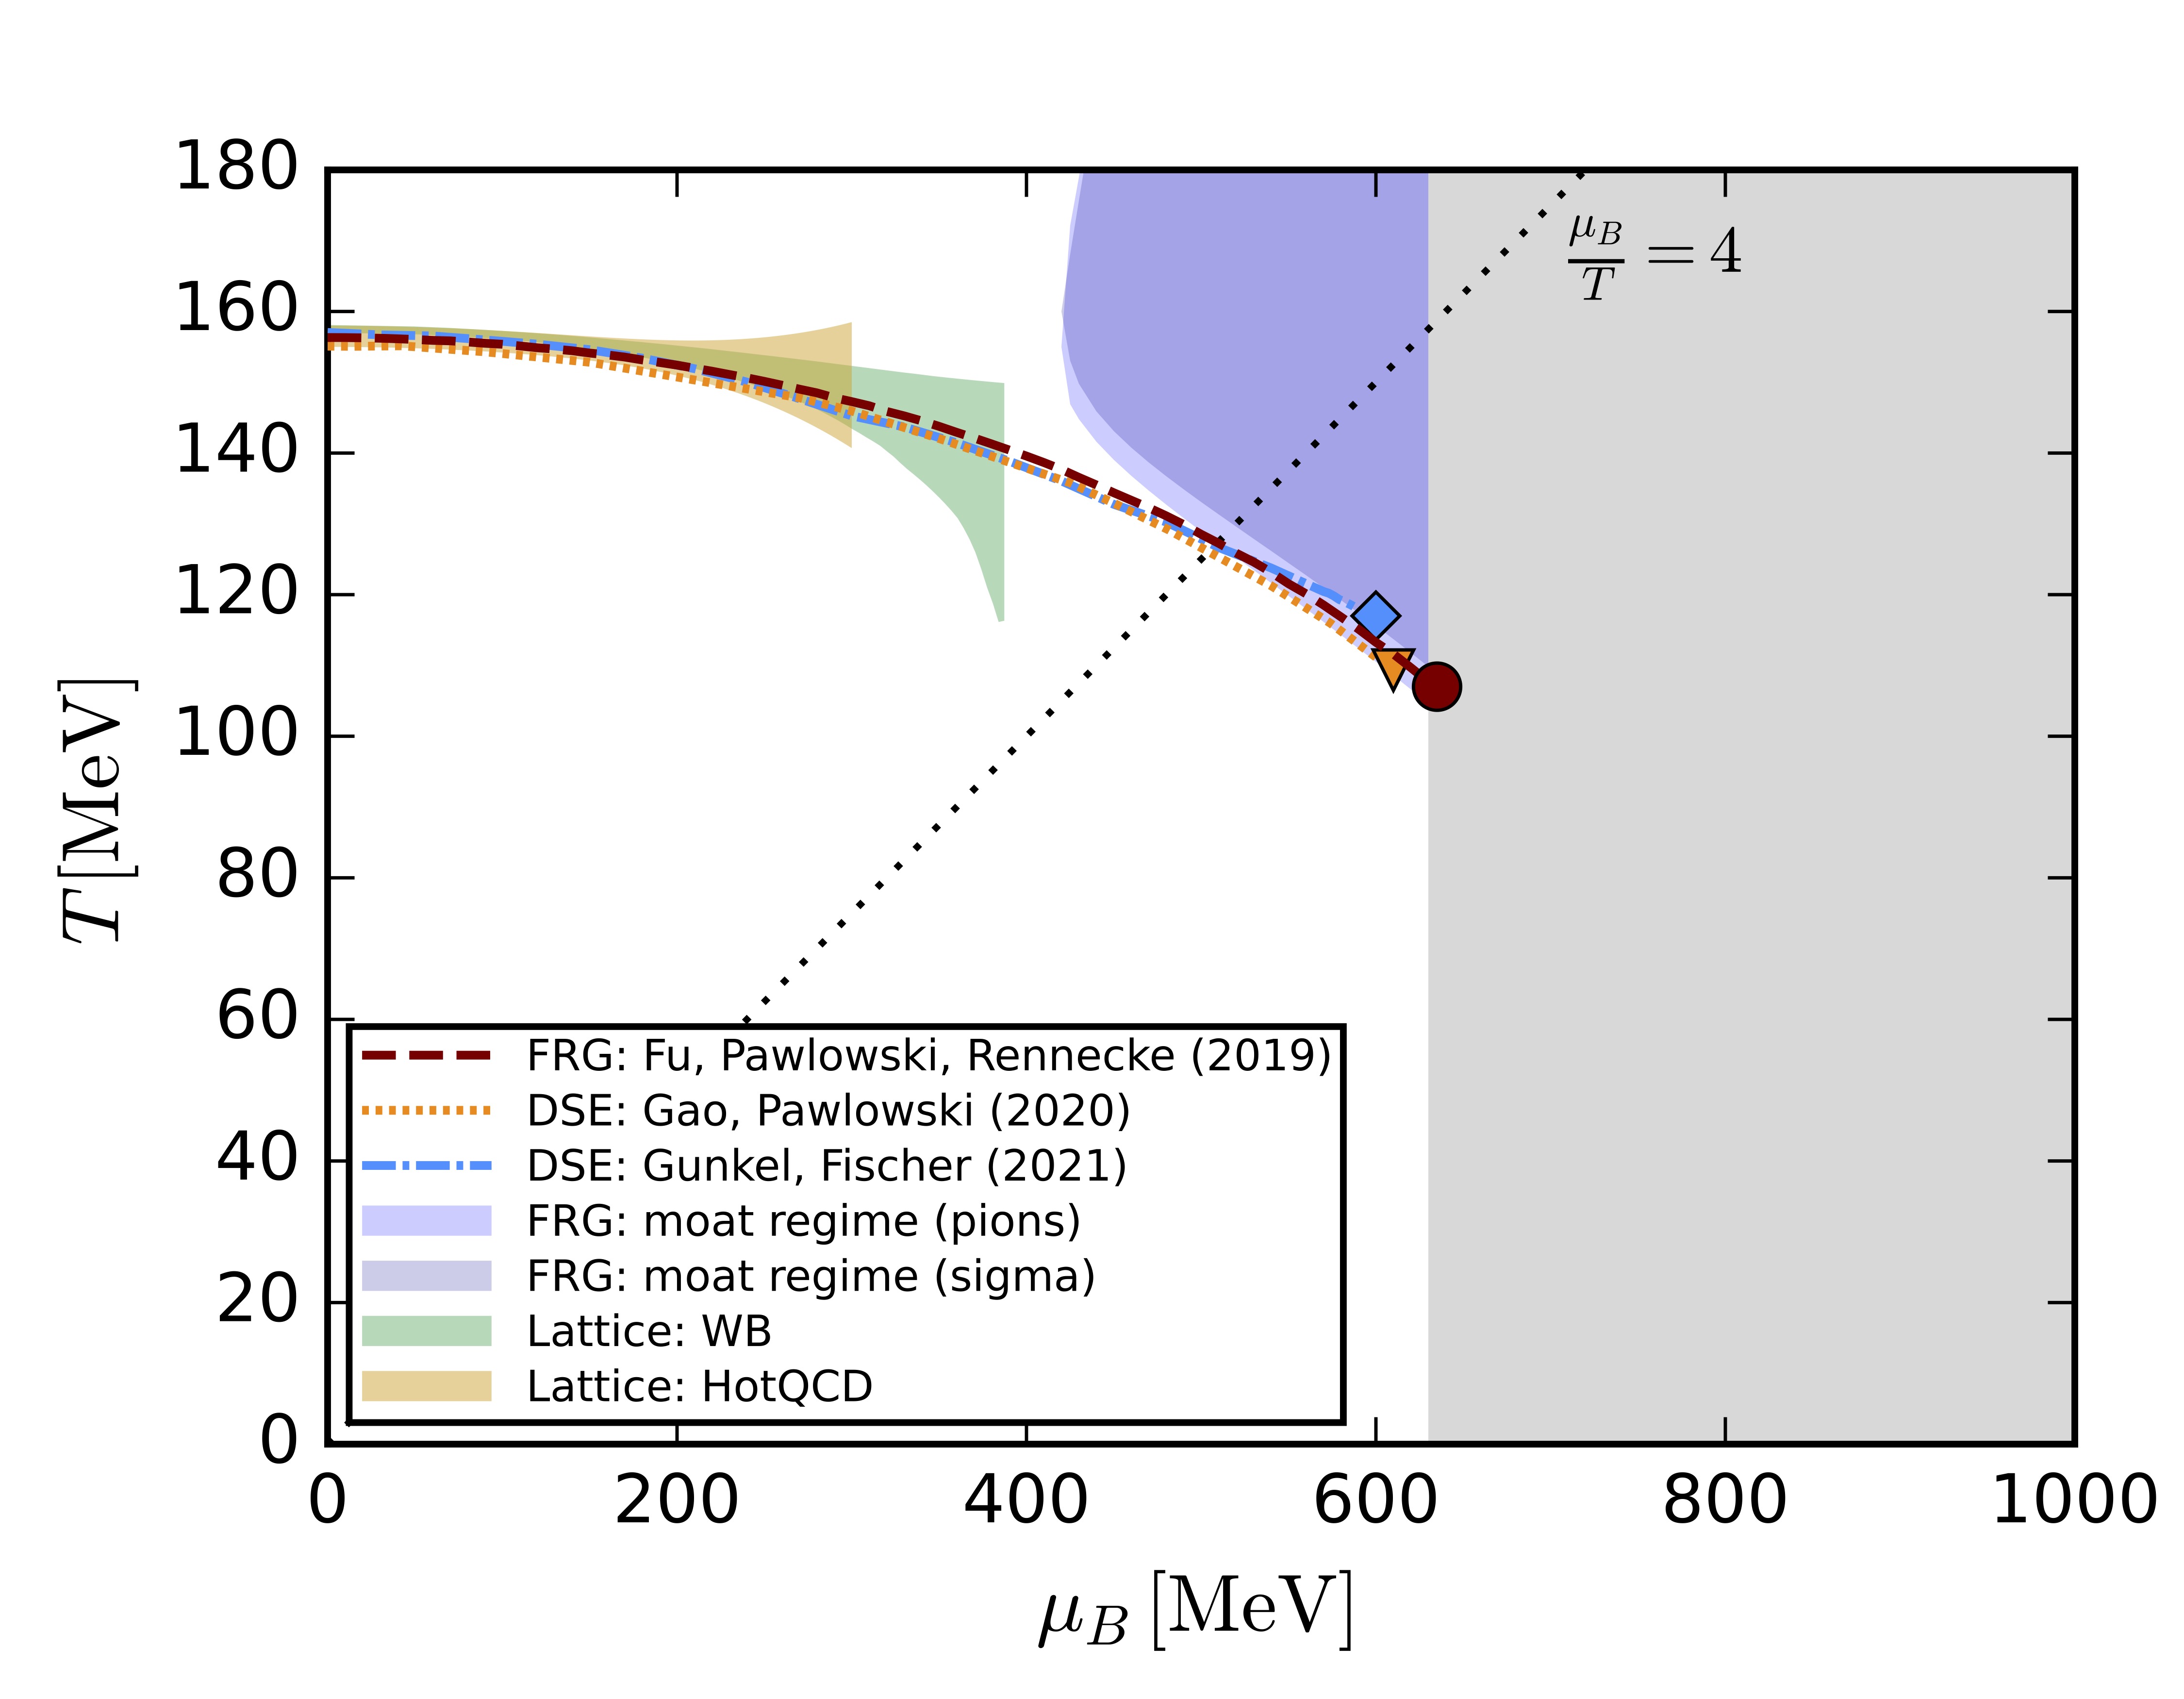 180
160
140
120
100
80
60
40
20
0
T [MeV]
μ_B / T = 4
FRG: Fu, Pawlowski, Rennecke (2019)
DSE: Gao, Pawlowski (2020)
DSE: Gunkel, Fischer (2021)
FRG: moat regime (pions)
FRG: moat regime (sigma)
Lattice: WB
Lattice: HotQCD
0 200 400 600 800 1000
μ_B [MeV]